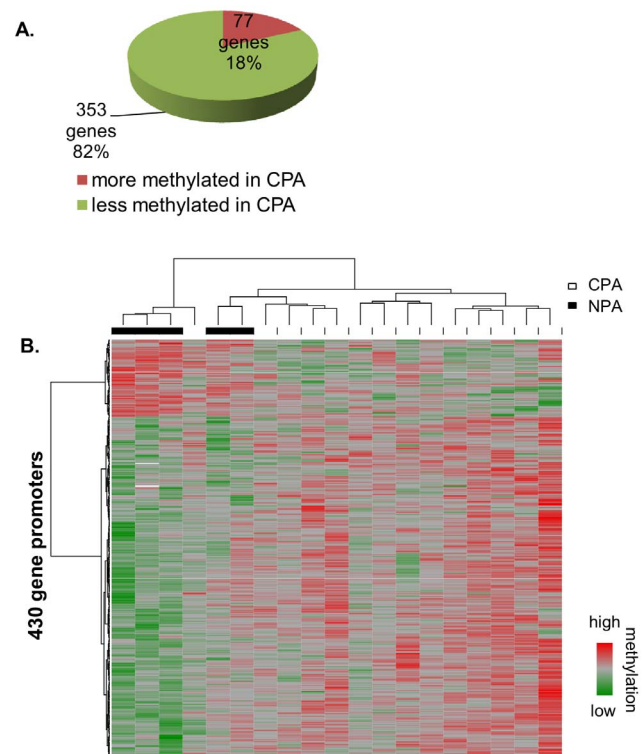 A.
77
genes
18%
353
genes
82%
more methylated in CPA
less methylated in CPA
CPA
NPA
B.
430 gene promoters
high
low
methylation